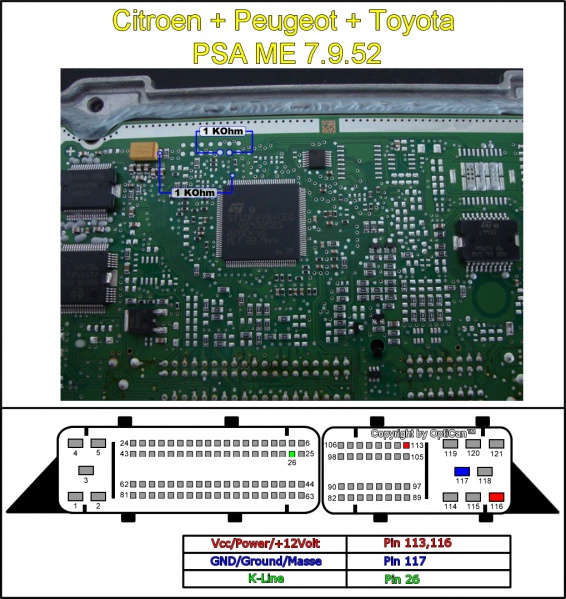 Citroen + Peugeot + Toyota
PSA ME 7.9.52
1 KOhm
1 KOhm
Copyright by OptiCan™
4 5
3
1 2
24 6
43 25
26
62 44
81 63
106 113
98 105
90 97
82 89
119 120 121
117 118
114 115 116
Vcc/Power/+12Volt Pin 113,116
GND/Ground/Masse Pin 117
K-Line Pin 26